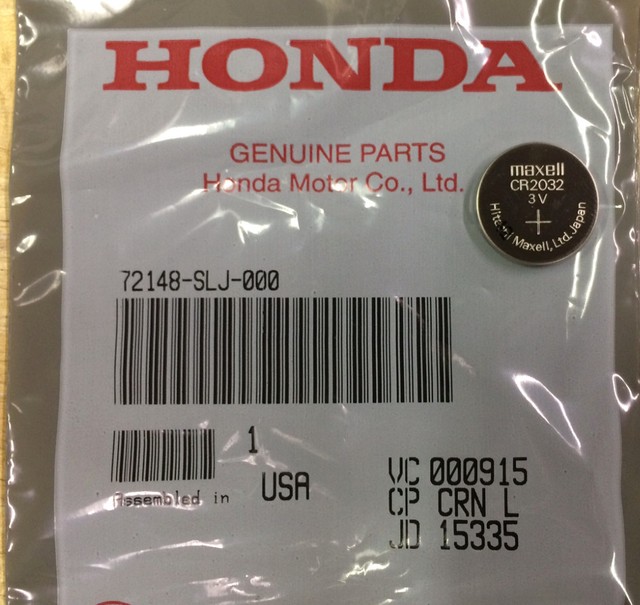 HONDA
GENUINE PARTS
Honda Motor Co., Ltd.
maxell
CR2032
3V
+
Hitachi Maxell, Ltd. Japan
72148-SLJ-000
1
Assembled in USA
VC 000915
CP CRN L
JD 15335